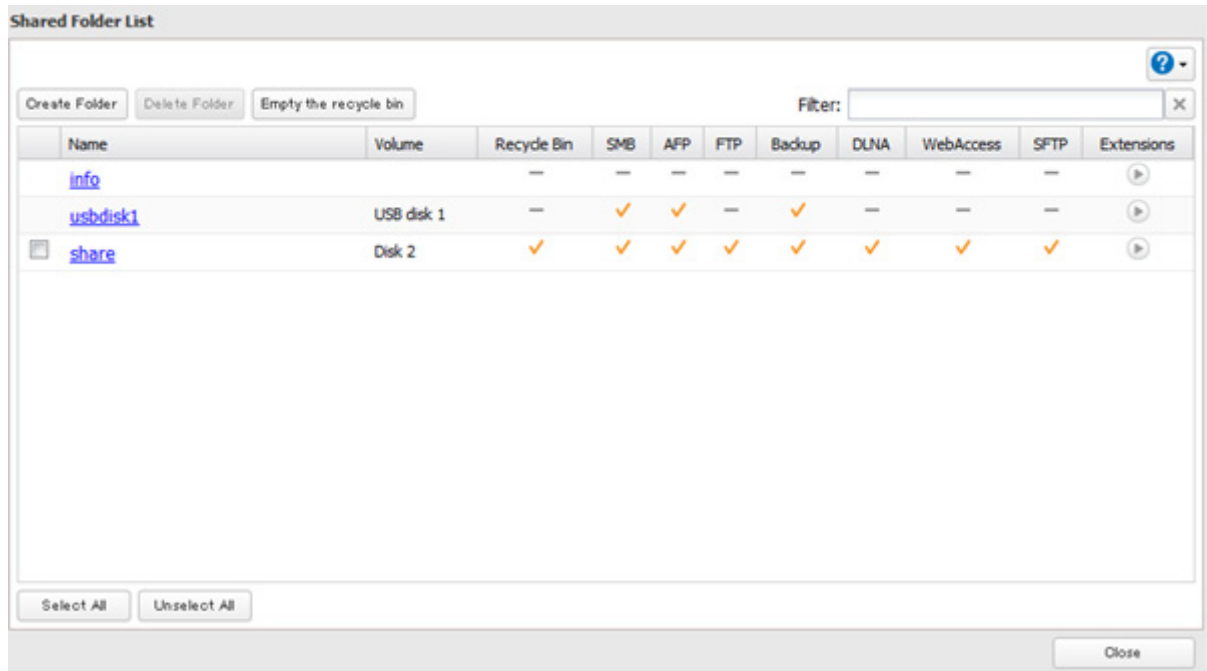 Shared Folder List
?
Create Folder Delete Folder Empty the recycle bin Filter:
Name Volume Recycle Bin SMB AFP FTP Backup DLNA WebAccess SFTP Extensions
info
usbdisk1 USB disk 1
share Disk 2
Select All Unselect All
Close